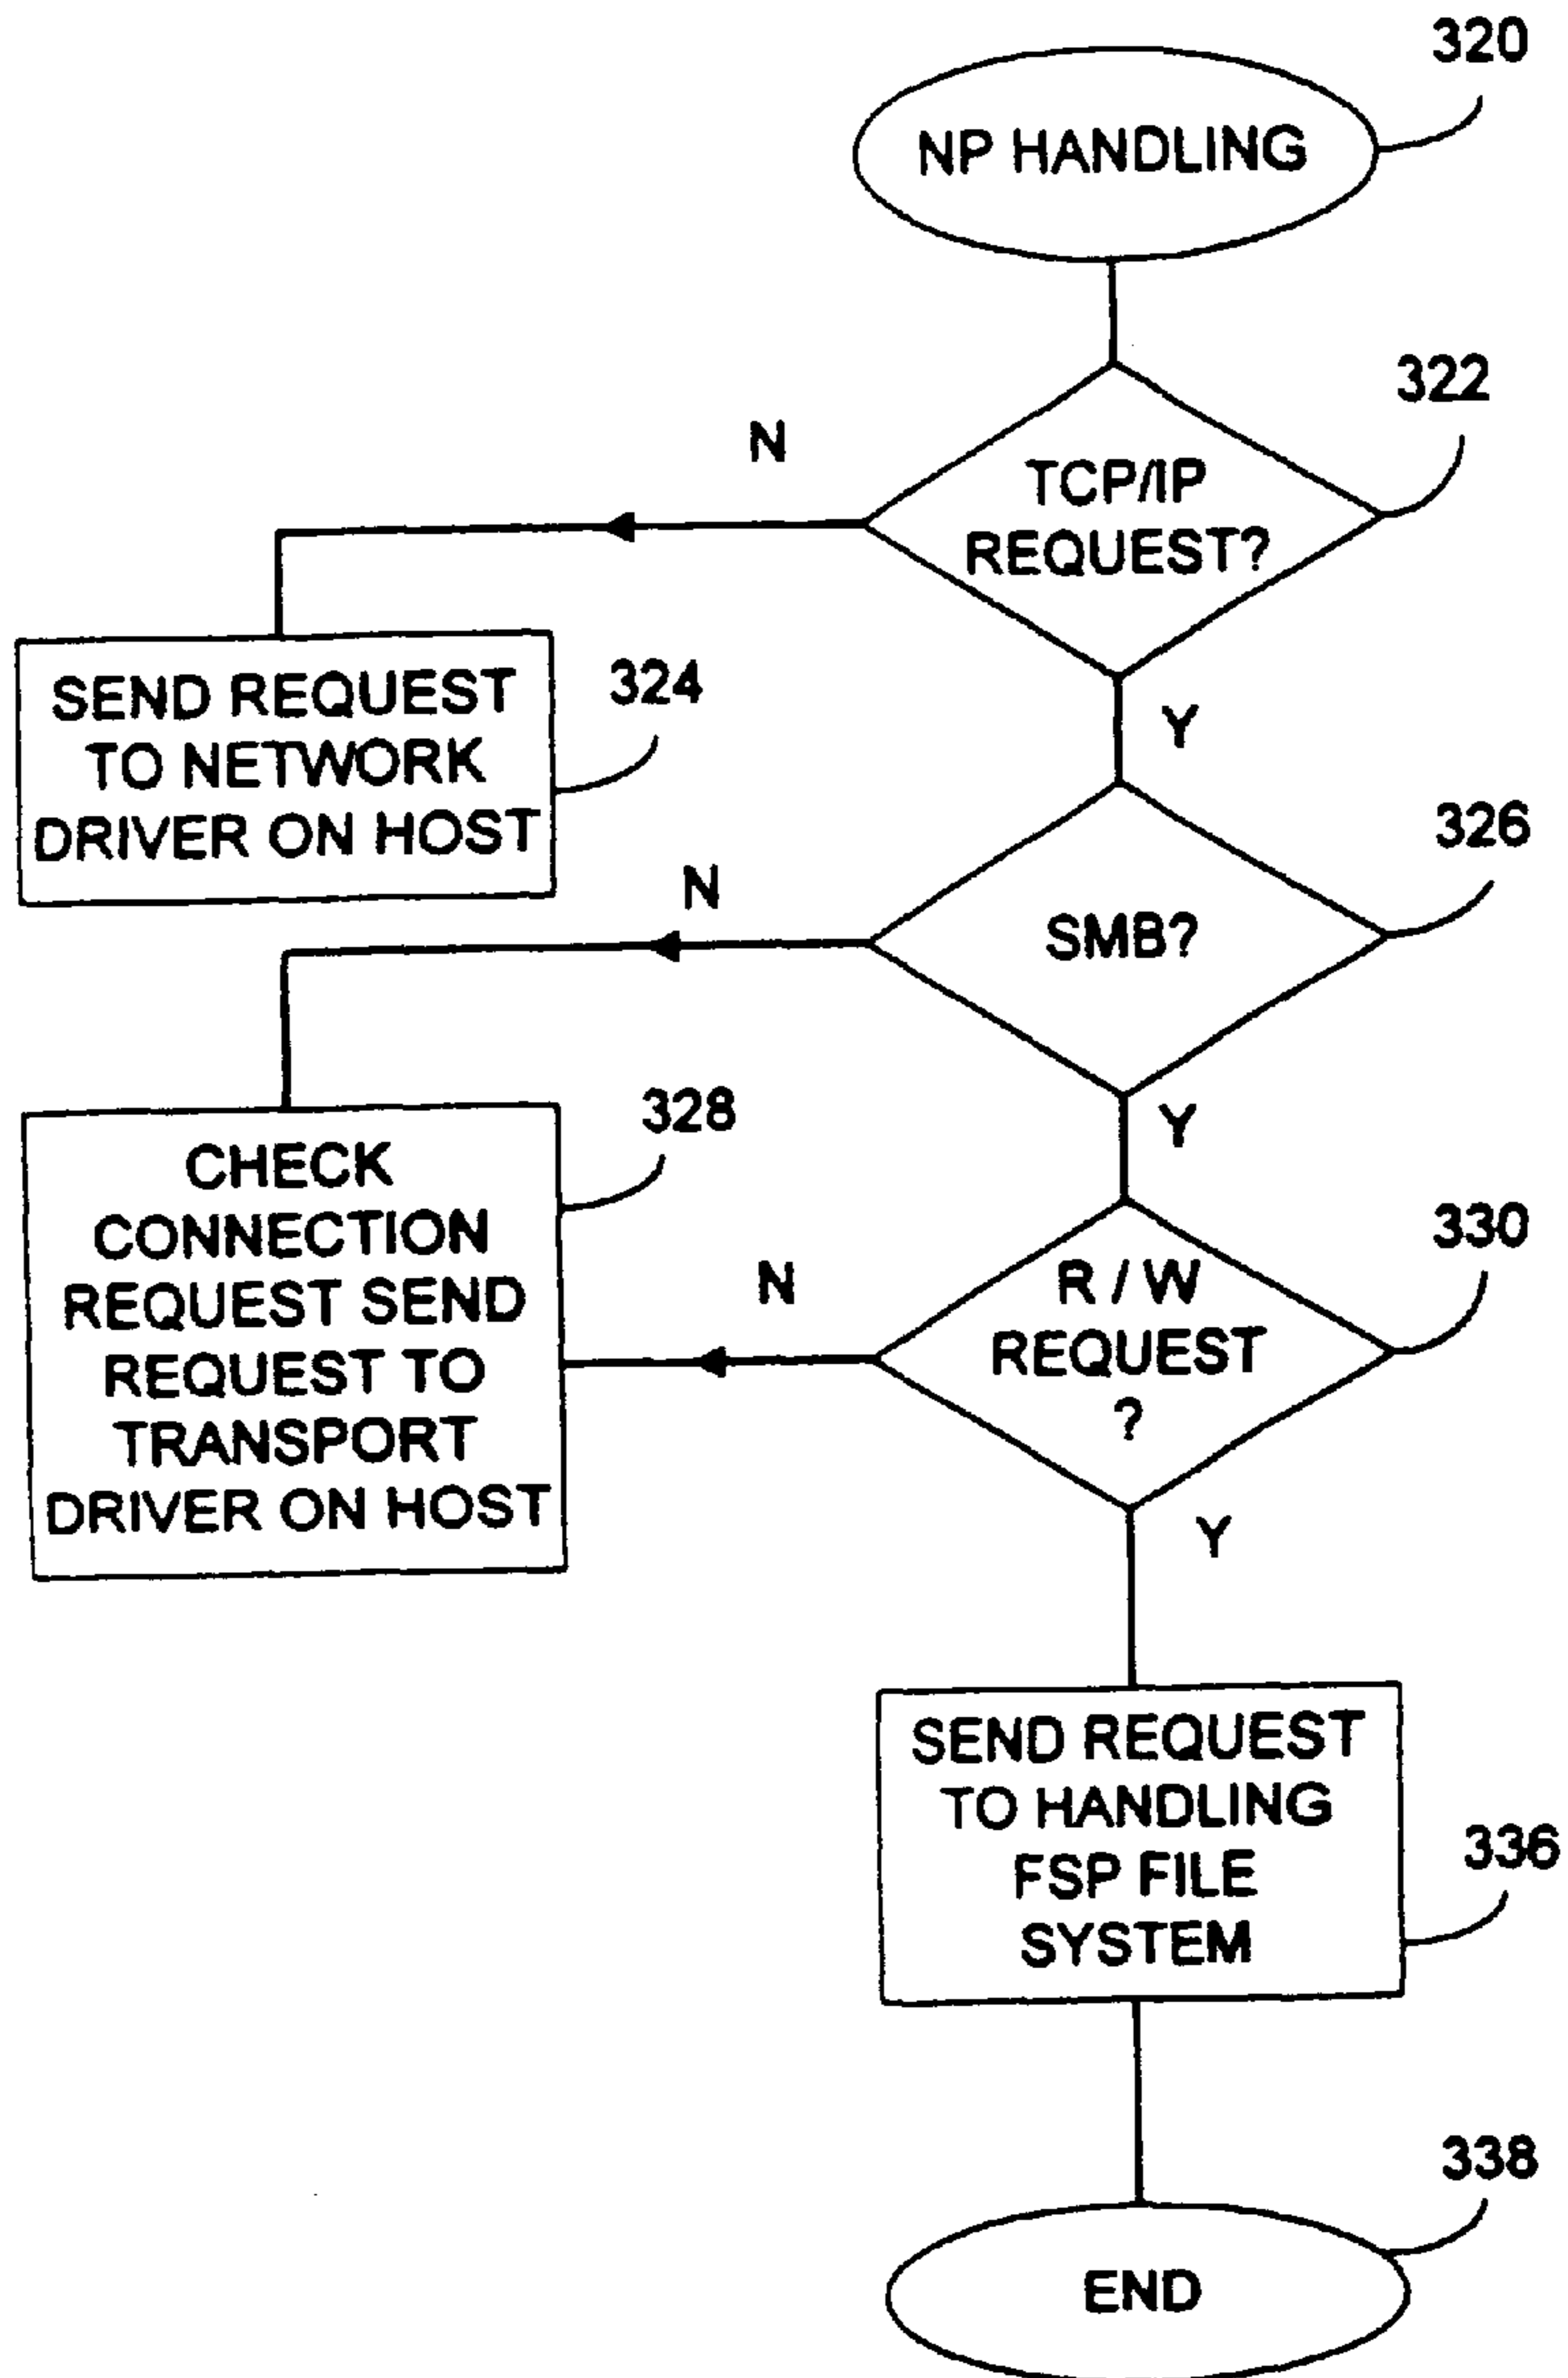 320
NP HANDLING
322
N
TCP/IP
REQUEST?
SEND REQUEST
TO NETWORK
DRIVER ON HOST
324
Y
326
N
SMB?
328
Y
CHECK
CONNECTION
REQUEST SEND
REQUEST TO
TRANSPORT
DRIVER ON HOST
330
N
R / W
REQUEST
?
Y
SEND REQUEST
TO HANDLING
FSP FILE
SYSTEM
336
338
END